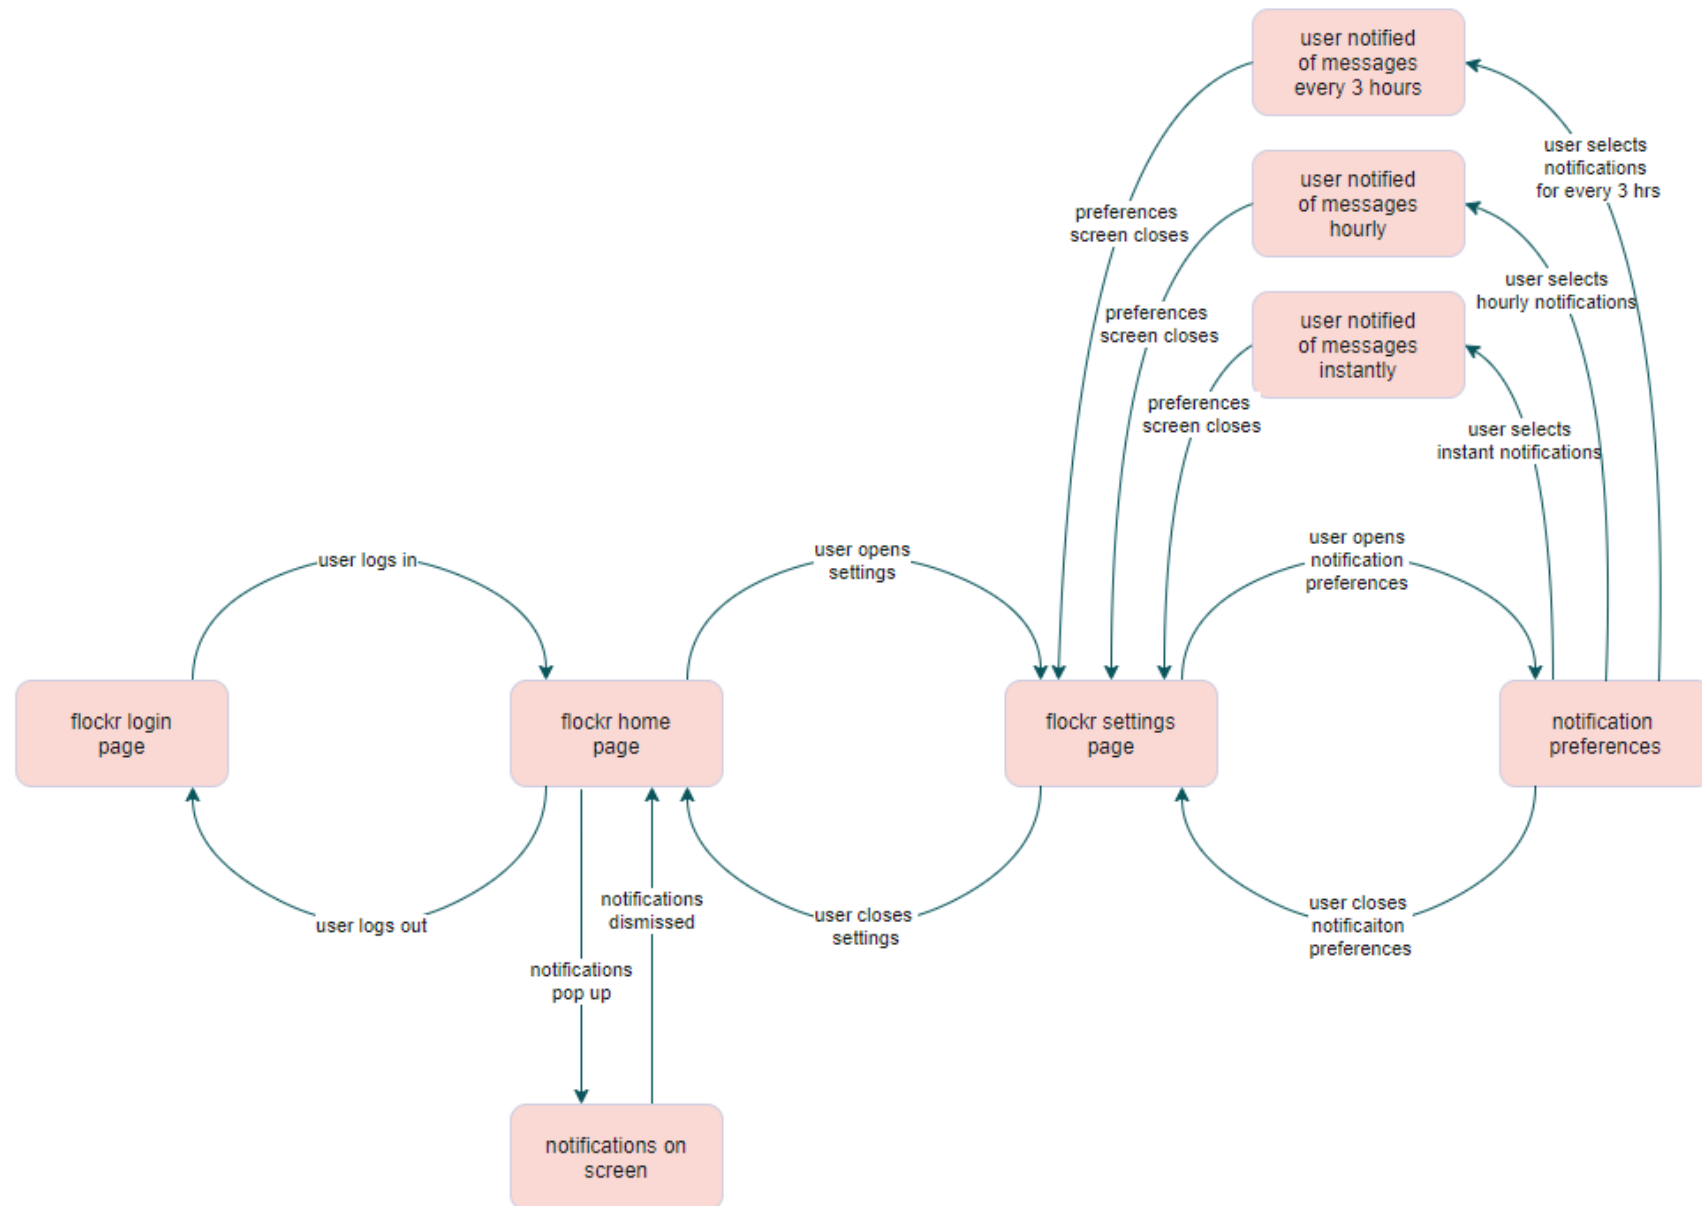 user notified
of messages
every 3 hours
user selects
notifications
for every 3 hrs
user notified
of messages
hourly
preferences
screen closes
user selects
hourly notifications
preferences
screen closes
user notified
of messages
instantly
preferences
screen closes
user selects
instant notifications
user logs in
user opens
settings
user opens
notification
preferences
flockr login
page
flockr home
page
flockr settings
page
notification
preferences
user logs out
notifications
dismissed
user closes
settings
user closes
notificaiton
preferences
notifications
pop up
notifications on
screen